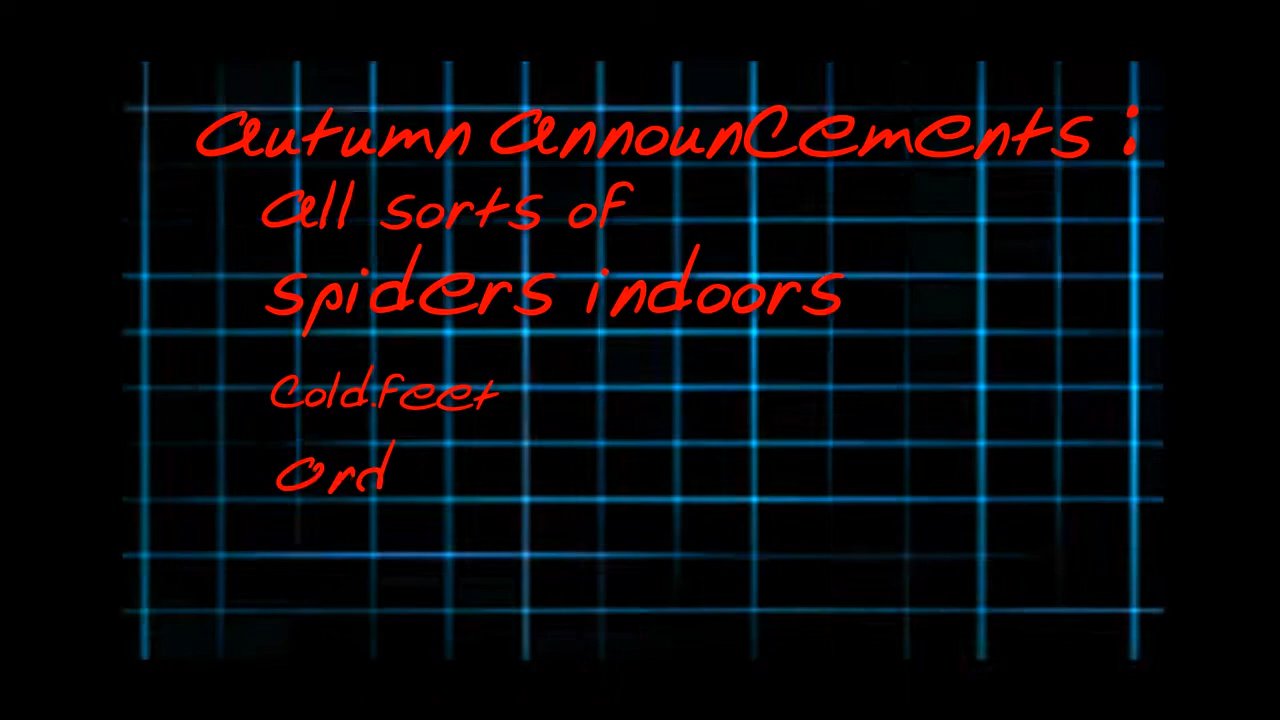 autumn announcements:
all sorts of
spiders indoors
cold.feet
ord